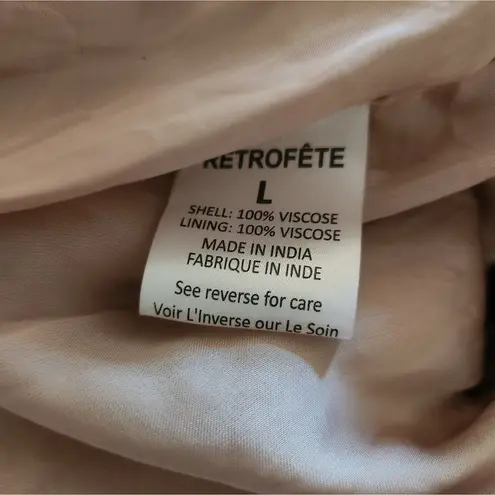 RETROFÊTE
L
SHELL: 100% VISCOSE
LINING: 100% VISCOSE
MADE IN INDIA
FABRIQUE IN INDE
See reverse for care
Voir L'Inverse our Le Soin